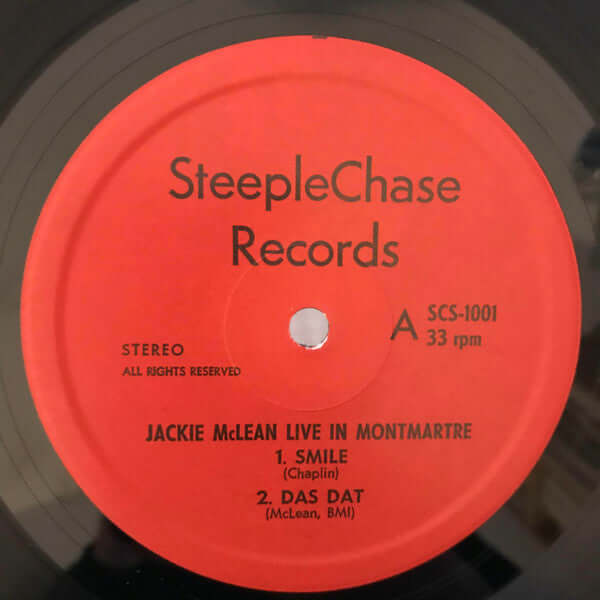 SteepleChase
Records
A
SCS-1001
33 rpm
STEREO
ALL RIGHTS RESERVED
JACKIE McLEAN LIVE IN MONTMARTRE
1. SMILE
(Chaplin)
2. DAS DAT
(McLean, BMI)